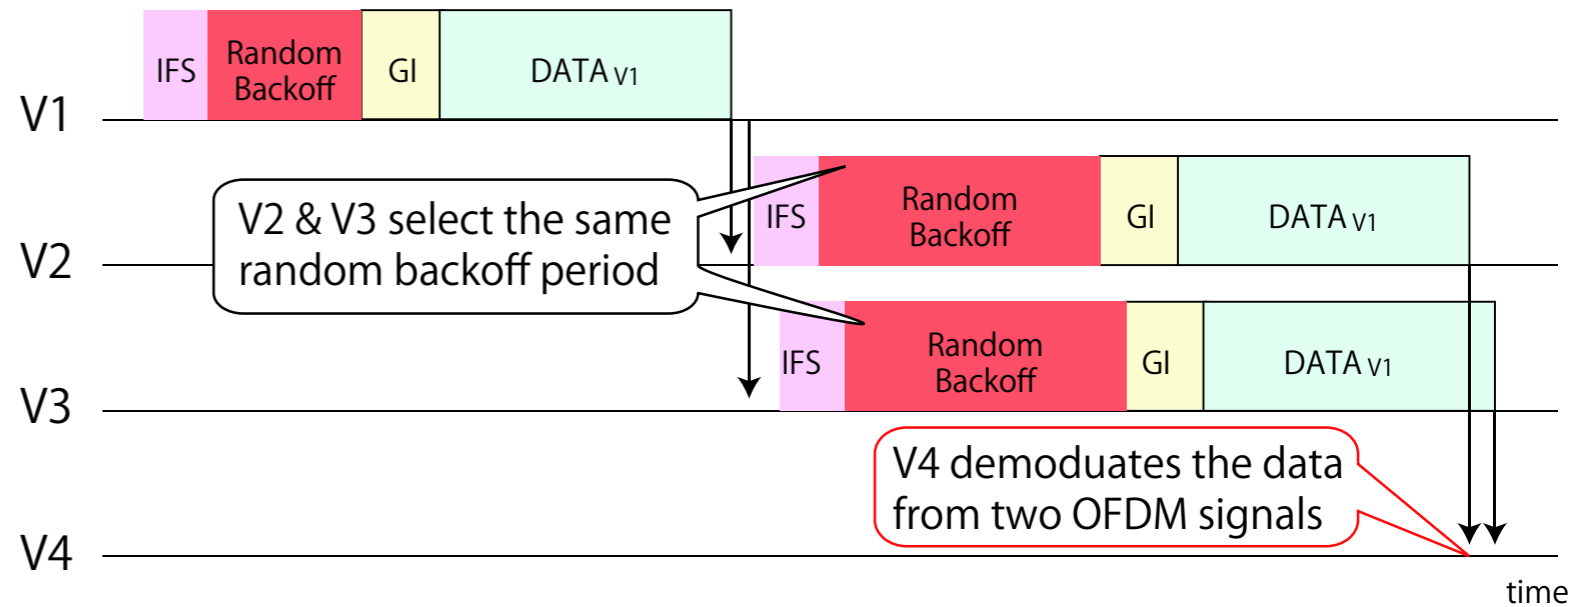 IFS
Random
Backoff
GI
DATA V1
V1
V2 & V3 select the same
random backoff period
IFS
Random
Backoff
GI
DATA V1
V2
IFS
Random
Backoff
GI
DATA V1
V3
V4 demoduates the data
from two OFDM signals
V4
time